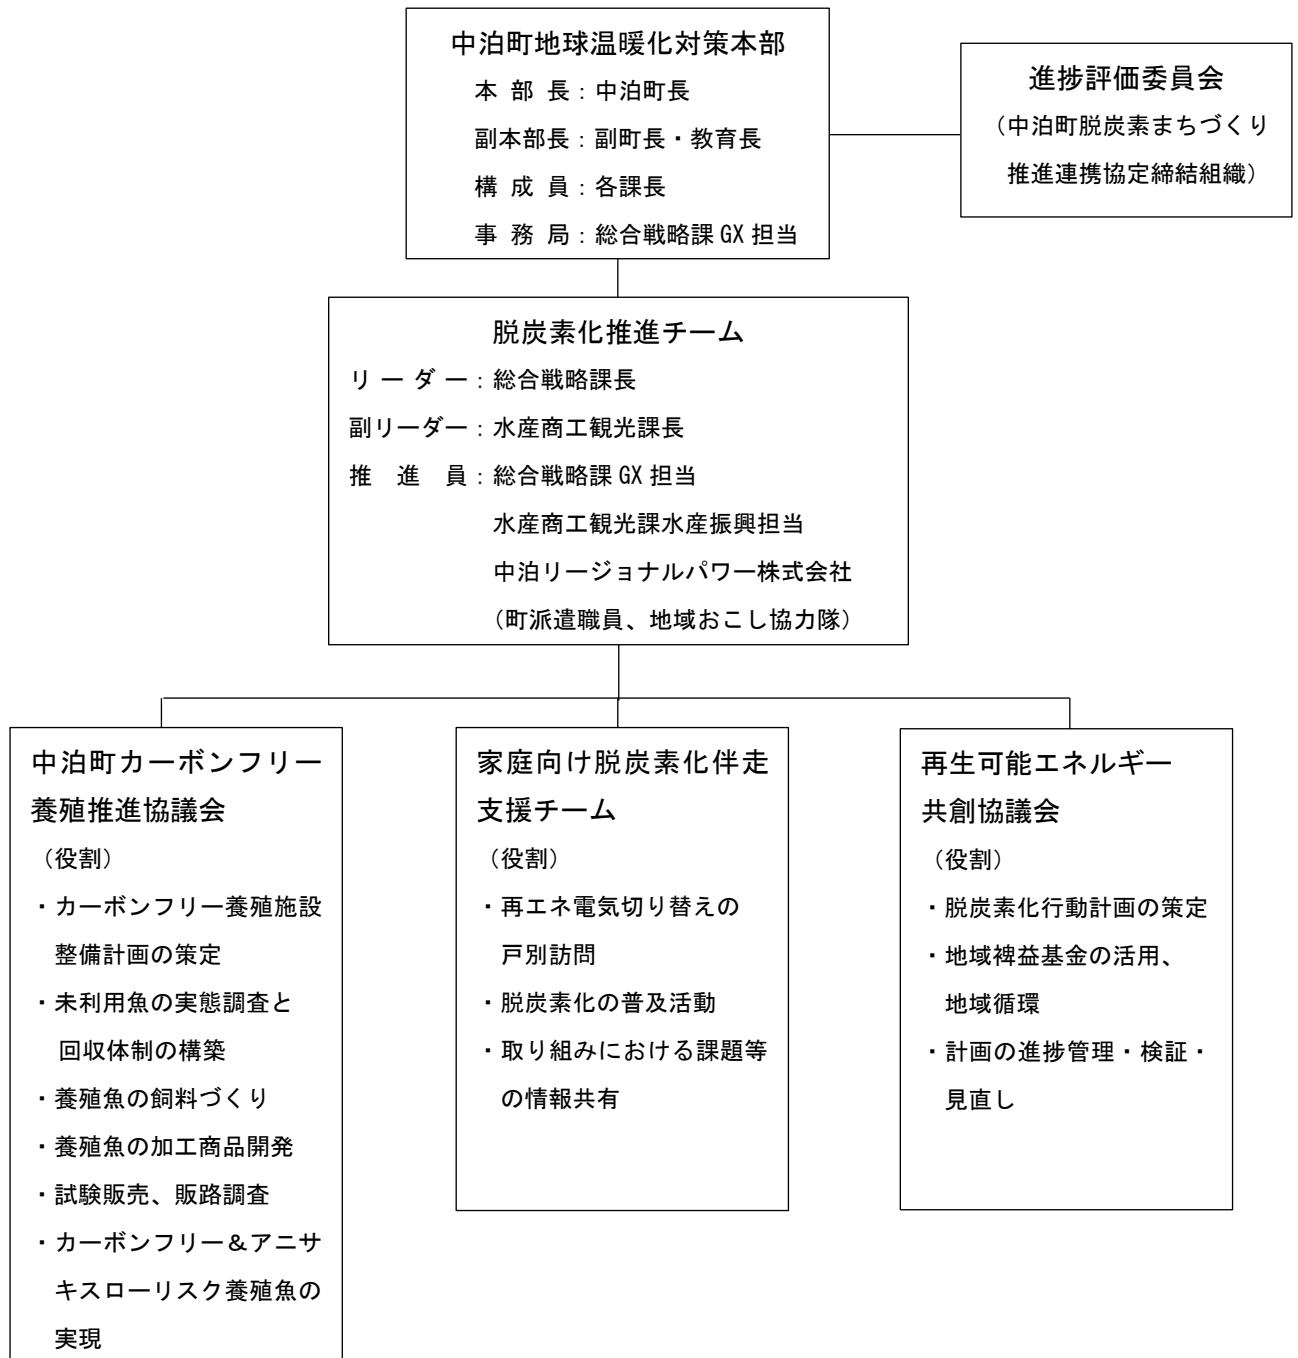 中泊町地球温暖化対策本部
本 部 長：中泊町長
副本部長：副町長・教育長
構 成 員：各課長
事 務 局：総合戦略課 GX 担当
進捗評価委員会
（中泊町脱炭素まちづくり
推進連携協定締結組織）
脱炭素化推進チーム
リ ー ダ ー：総合戦略課長
副リーダー：水産商工観光課長
推 進 員：総合戦略課 GX 担当
水産商工観光課水産振興担当
中泊リージョナルパワー株式会社
（町派遣職員、地域おこし協力隊）
中泊町カーボンフリー
養殖推進協議会
（役割）
・カーボンフリー養殖施設
整備計画の策定
・未利用魚の実態調査と
回収体制の構築
・養殖魚の飼料づくり
・養殖魚の加工商品開発
・試験販売、販路調査
・カーボンフリー＆アニサ
キスローリスク養殖魚の
実現
家庭向け脱炭素化伴走
支援チーム
（役割）
・再エネ電気切り替えの
戸別訪問
・脱炭素化の普及活動
・取り組みにおける課題等
の情報共有
再生可能エネルギー
共創協議会
（役割）
・脱炭素化行動計画の策定
・地域裨益基金の活用、
地域循環
・計画の進捗管理・検証・
見直し